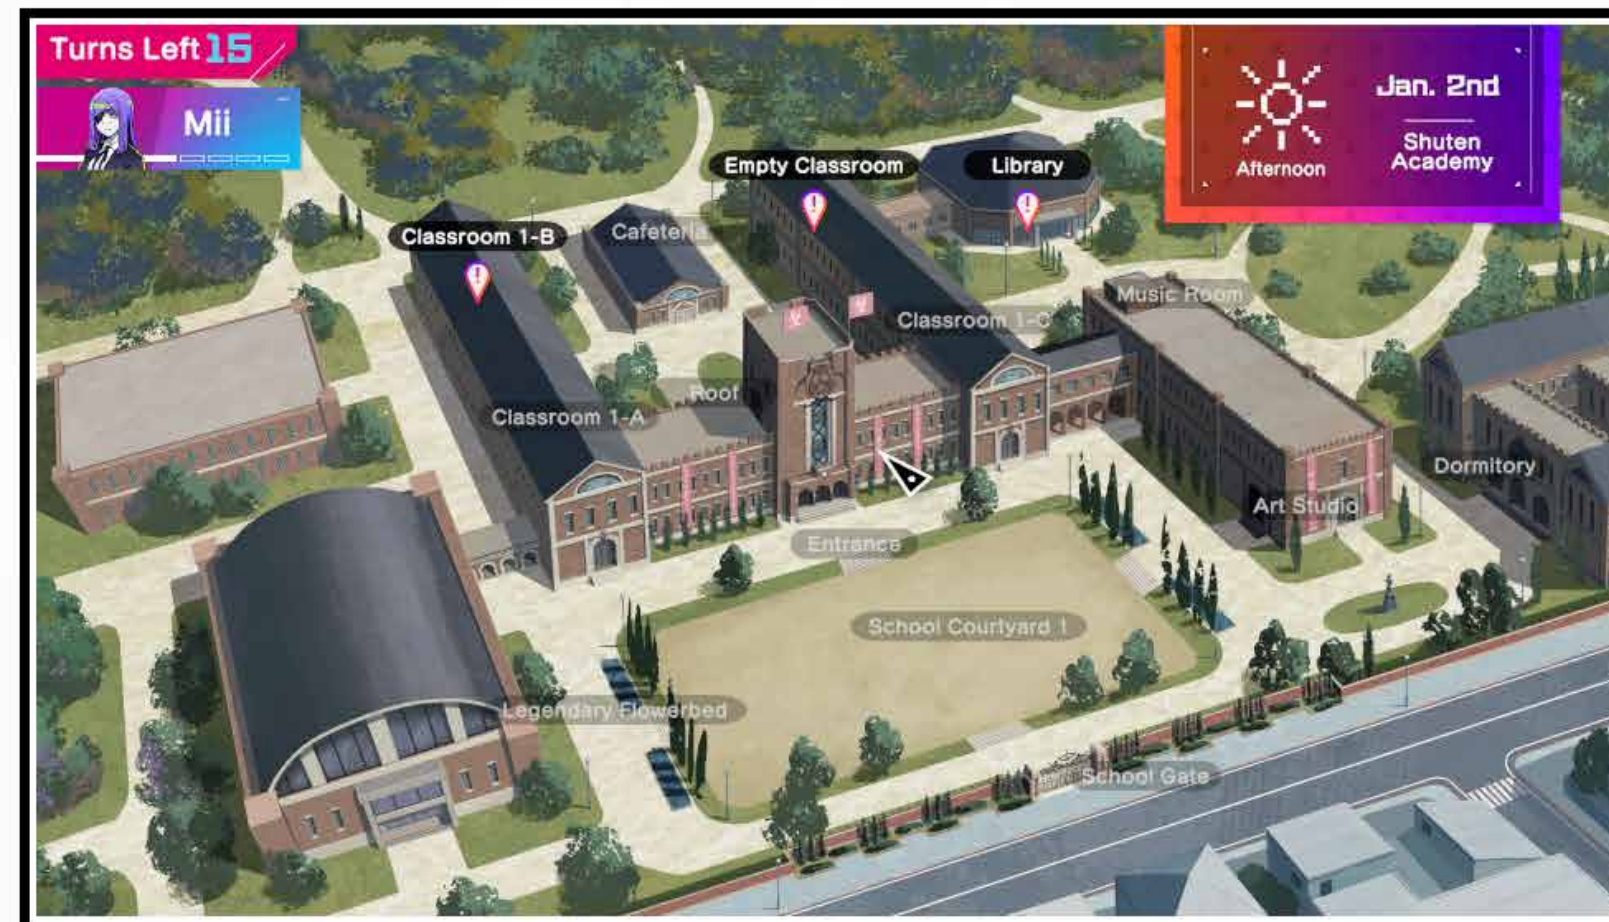 Turns Left 15
Mii
Jan. 2nd
Shuten
Academy
Afternoon
Empty Classroom
Library
Classroom 1-B
Cafeteria
Music Room
Classroom 1-C
Roof
Classroom 1-A
Dormitory
Art Studio
Entrance
School Courtyard 1
Legendary Flowerbed
School Gate